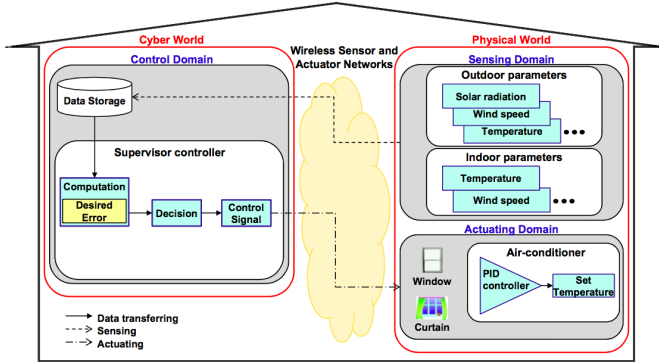 Cyber World
Control Domain
Data Storage
Supervisor controller
Computation
Desired
Error
Decision
Control
Signal
Data transferring
Sensing
Actuating
Wireless Sensor and
Actuator Networks
Physical World
Sensing Domain
Outdoor parameters
Solar radiation
Wind speed
Temperature
Indoor parameters
Temperature
Wind speed
Actuating Domain
Window
Curtain
Air-conditioner
PID
controller
Set
Temperature